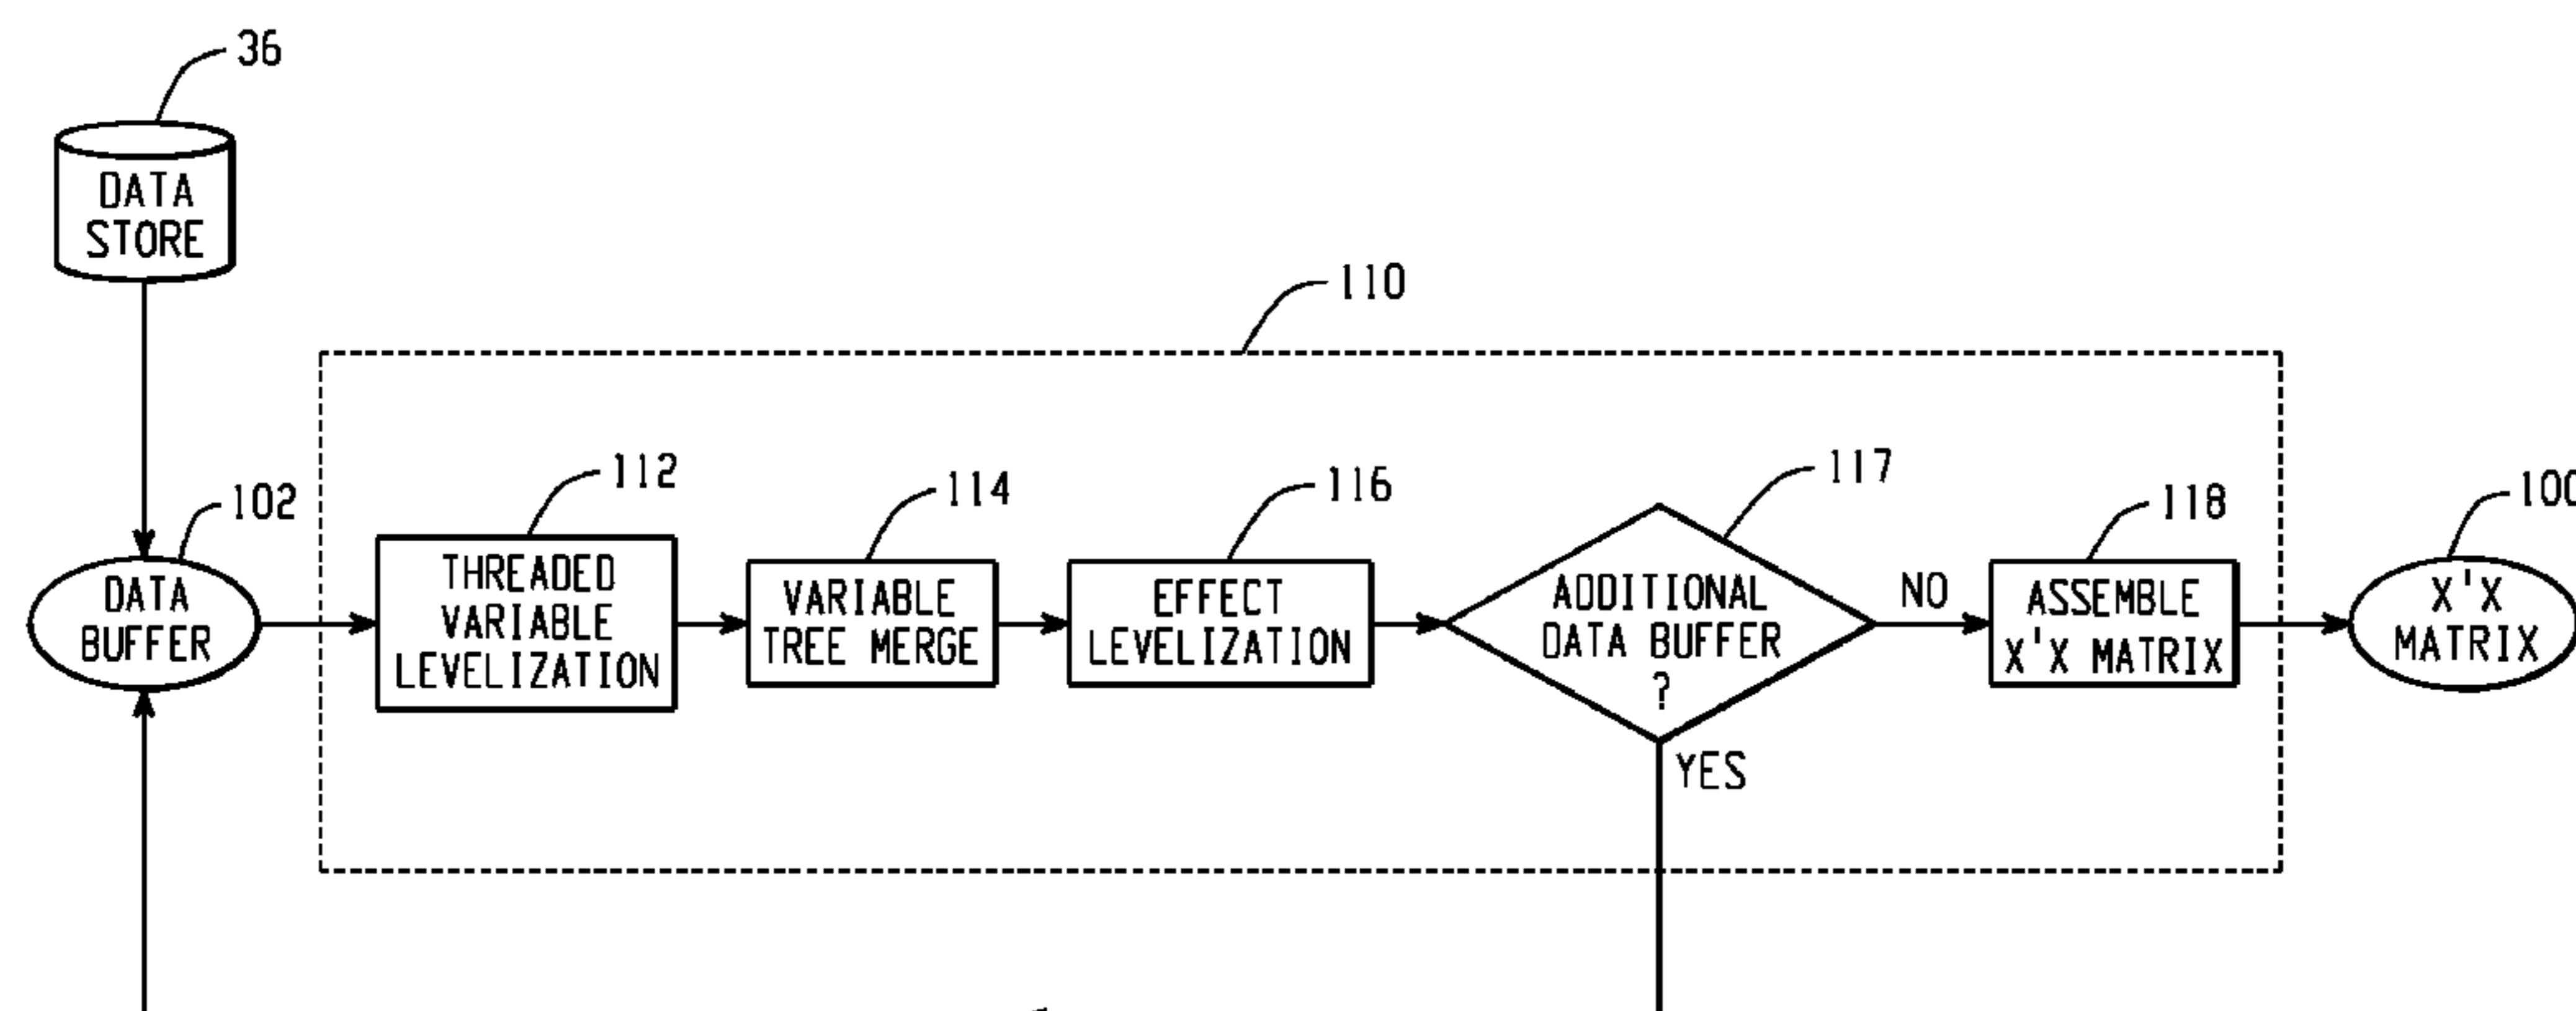 36
DATA
STORE
110
102
112
114
116
117
118
100
DATA
BUFFER
THREADED
VARIABLE
LEVELIZATION
VARIABLE
TREE MERGE
EFFECT
LEVELIZATION
ADDITIONAL
DATA BUFFER
?
NO
YES
ASSEMBLE
X'X MATRIX
X'X
MATRIX